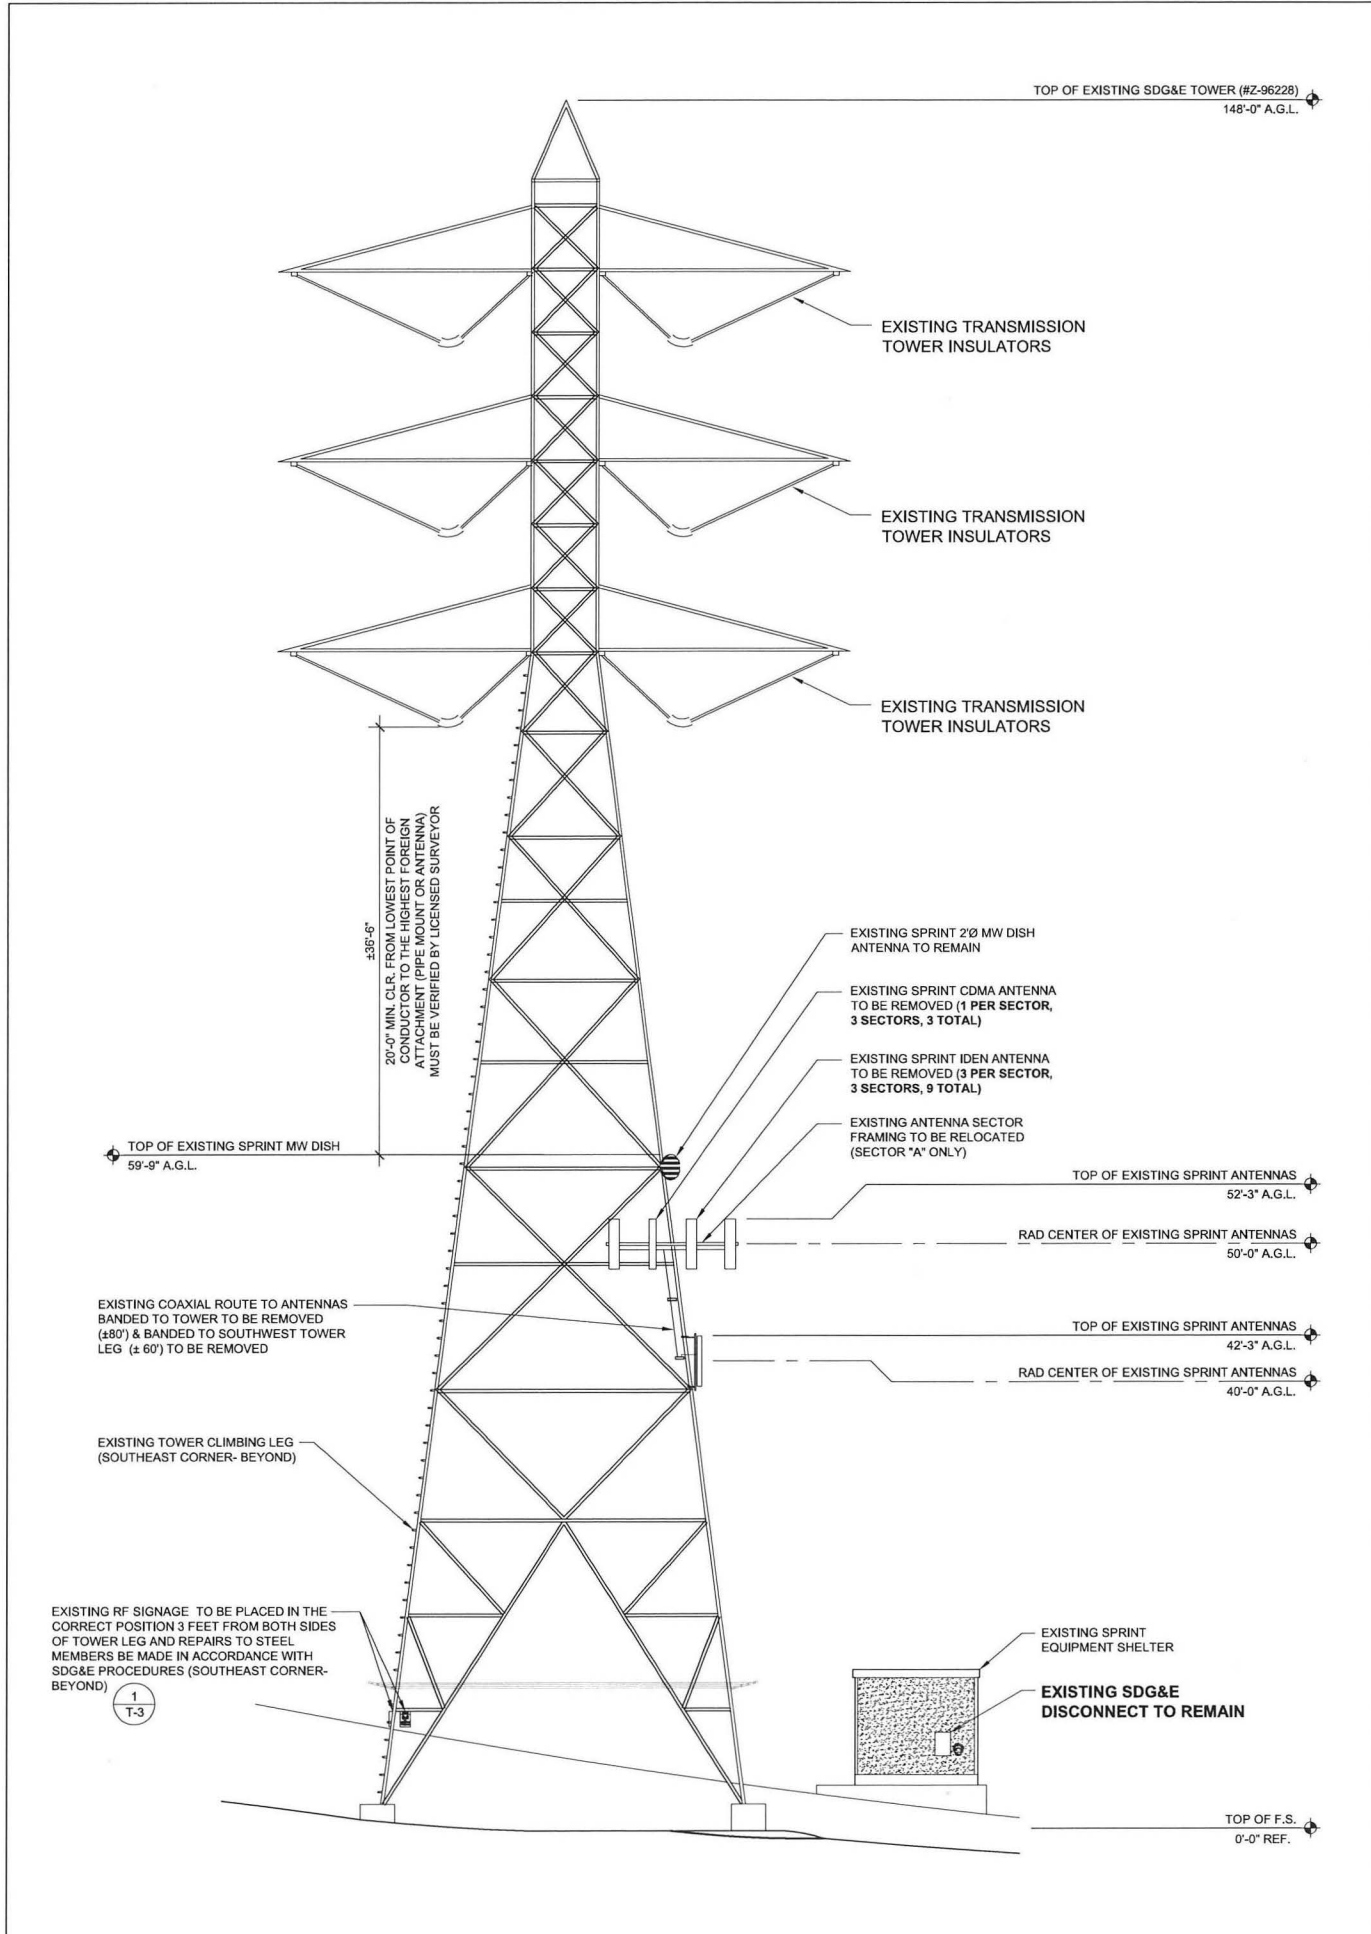 TOP OF EXISTING SDG&E TOWER (#Z-96228)
148'-0" A.G.L.
EXISTING TRANSMISSION
TOWER INSULATORS
EXISTING TRANSMISSION
TOWER INSULATORS
EXISTING TRANSMISSION
TOWER INSULATORS
±36'-6"
20'-0" MIN. CLR. FROM LOWEST POINT OF
CONDUCTOR TO THE HIGHEST FOREIGN
ATTACHMENT (PIPE MOUNT OR ANTENNA)
MUST BE VERIFIED BY LICENSED SURVEYOR
EXISTING SPRINT 2'Ø MW DISH
ANTENNA TO REMAIN
EXISTING SPRINT CDMA ANTENNA
TO BE REMOVED (1 PER SECTOR,
3 SECTORS, 3 TOTAL)
EXISTING SPRINT IDEN ANTENNA
TO BE REMOVED (3 PER SECTOR,
3 SECTORS, 9 TOTAL)
EXISTING ANTENNA SECTOR
FRAMING TO BE RELOCATED
(SECTOR "A" ONLY)
TOP OF EXISTING SPRINT MW DISH
59'-9" A.G.L.
TOP OF EXISTING SPRINT ANTENNAS
52'-3" A.G.L.
RAD CENTER OF EXISTING SPRINT ANTENNAS
50'-0" A.G.L.
EXISTING COAXIAL ROUTE TO ANTENNAS
BANDED TO TOWER TO BE REMOVED
(±80') & BANDED TO SOUTHWEST TOWER
LEG (± 60') TO BE REMOVED
TOP OF EXISTING SPRINT ANTENNAS
42'-3" A.G.L.
RAD CENTER OF EXISTING SPRINT ANTENNAS
40'-0" A.G.L.
EXISTING TOWER CLIMBING LEG
(SOUTHEAST CORNER- BEYOND)
EXISTING RF SIGNAGE TO BE PLACED IN THE
CORRECT POSITION 3 FEET FROM BOTH SIDES
OF TOWER LEG AND REPAIRS TO STEEL
MEMBERS BE MADE IN ACCORDANCE WITH
SDG&E PROCEDURES (SOUTHEAST CORNER-
BEYOND)
1
T-3
EXISTING SPRINT
EQUIPMENT SHELTER
EXISTING SDG&E
DISCONNECT TO REMAIN
TOP OF F.S.
0'-0" REF.